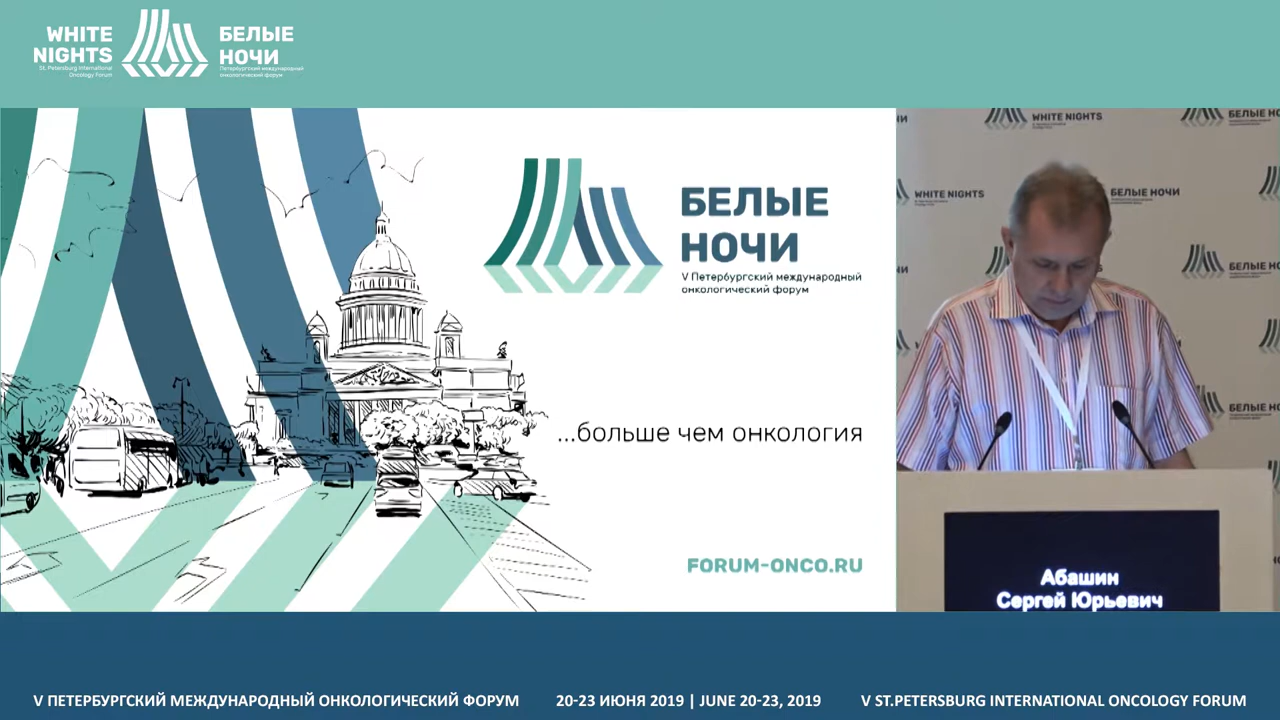 WHITE
NIGHTS
St. Petersburg International
Oncology Forum
БЕЛЫЕ
НОЧИ
Петербургский международный
онкологический форум
БЕЛЫЕ
НОЧИ
V Петербургский международный
онкологический форум
...больше чем онкология
FORUM-ONCO.RU
WHITE NIGHTS
WHITE NIGHTS
БЕЛЫЕ НОЧИ
Абашин
Сергей Юрьевич
V ПЕТЕРБУРГСКИЙ МЕЖДУНАРОДНЫЙ ОНКОЛОГИЧЕСКИЙ ФОРУМ
20-23 ИЮНЯ 2019 | JUNE 20-23, 2019
V ST.PETERSBURG INTERNATIONAL ONCOLOGY FORUM